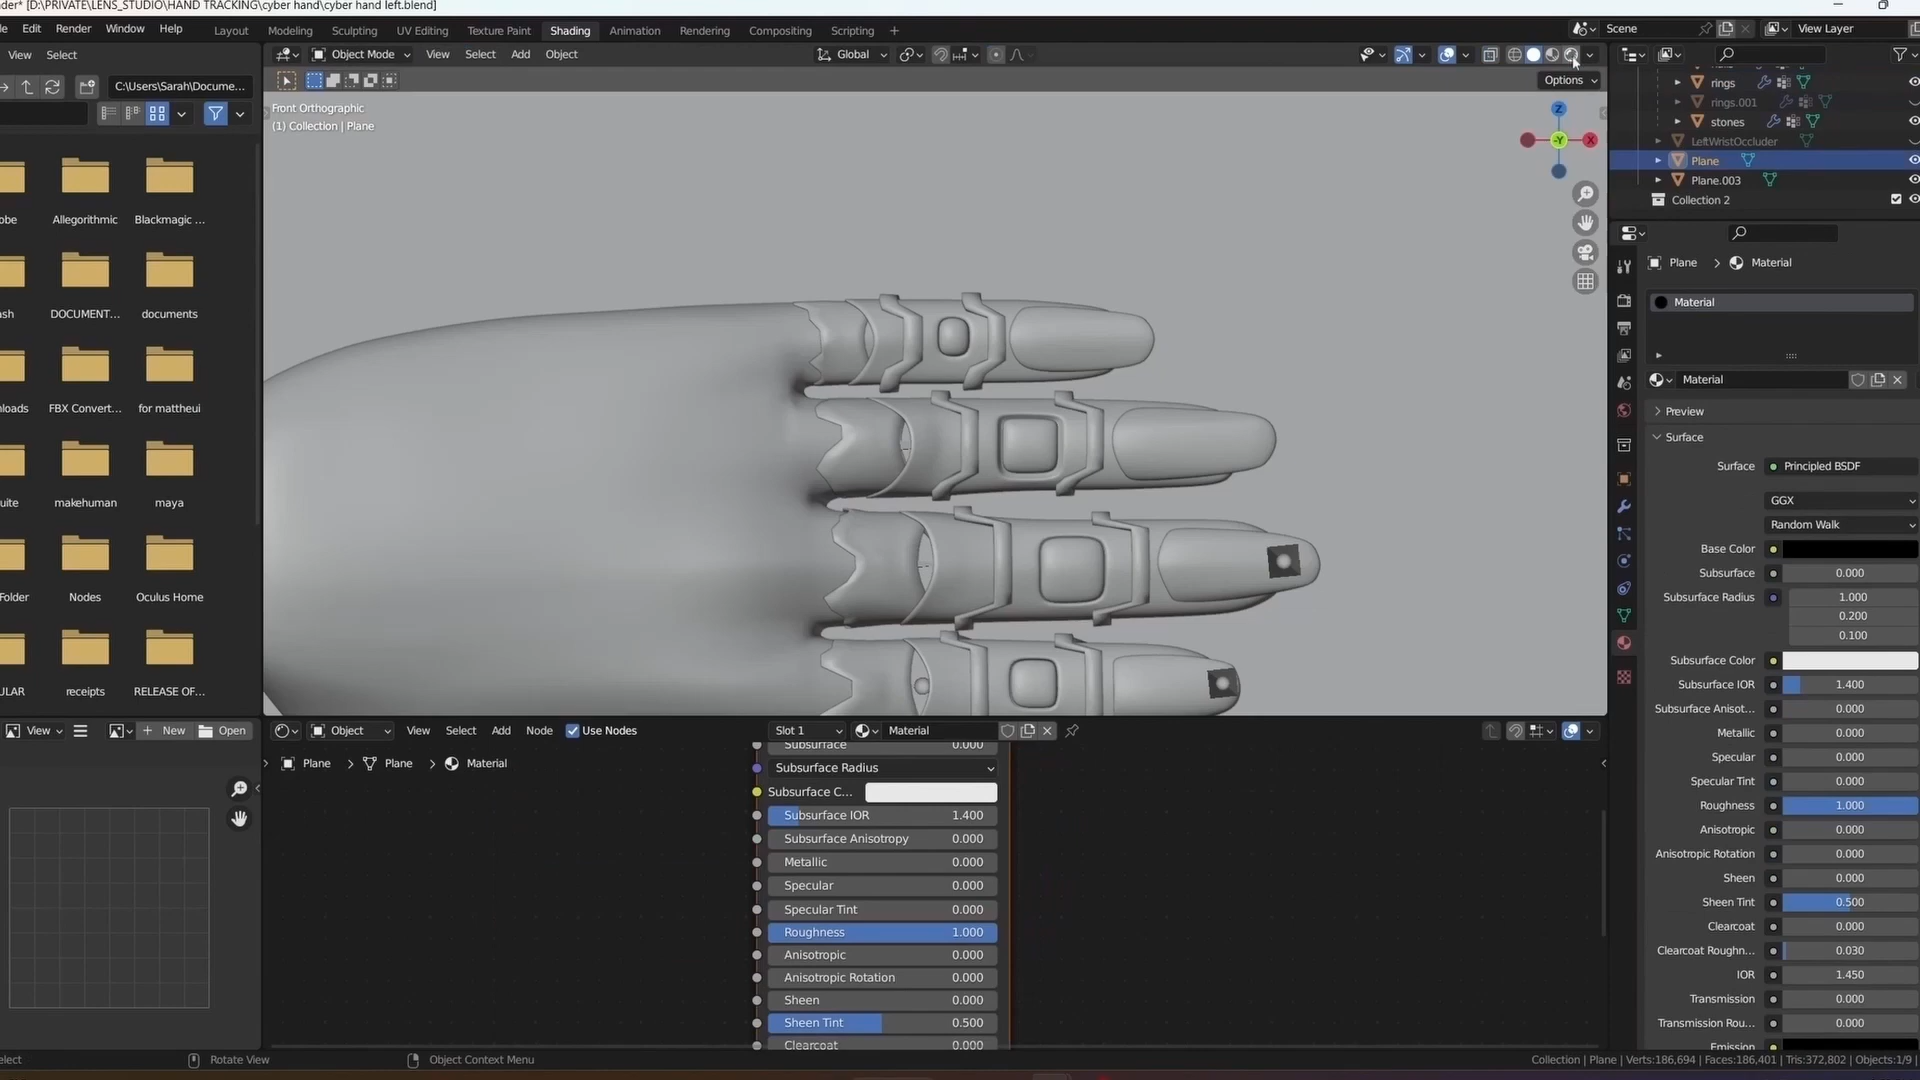 der* [D:\PRIVATE\LENS_STUDIO\HAND TRACKING\cyber hand\cyber hand left.blend]
le Edit Render Window Help Layout Modeling Sculpting UV Editing Texture Paint Shading Animation Rendering Compositing Scripting + Scene View Layer
View Select Object Mode View Select Add Object Global
C:\Users\Sarah\Docume... Options
Front Orthographic
(1) Collection | Plane
Z
-Y X
rings
rings.001
stones
LeftWristOccluder
Plane
Plane.003
Collection 2
obe Allegorithmic Blackmagic ...
ash DOCUMENT... documents
nloads FBX Convert... for mattheui
uite makehuman maya
Folder Nodes Oculus Home
ULAR receipts RELEASE OF...
Plane > Material
Material
Material
Preview
Surface
Surface Principled BSDF
GGX
Random Walk
Base Color
Subsurface 0.000
Subsurface Radius 1.000
0.200
0.100
Subsurface Color
Subsurface IOR 1.400
Subsurface Anisot... 0.000
Metallic 0.000
Specular 0.000
Specular Tint 0.000
Roughness 1.000
Anisotropic 0.000
Anisotropic Rotation 0.000
Sheen 0.000
Sheen Tint 0.500
Clearcoat 0.000
Clearcoat Roughn... 0.030
IOR 1.450
Transmission 0.000
Transmission Rou... 0.000
Emission
View New Open Object View Select Add Node Use Nodes Slot 1 Material
Plane > Plane > Material
Subsurface 0.000
Subsurface Radius
Subsurface C...
Subsurface IOR 1.400
Subsurface Anisotropy 0.000
Metallic 0.000
Specular 0.000
Specular Tint 0.000
Roughness 1.000
Anisotropic 0.000
Anisotropic Rotation 0.000
Sheen 0.000
Sheen Tint 0.500
Clearcoat 0.000
elect Rotate View Object Context Menu Collection | Plane | Verts:186,694 | Faces:186,401 | Tris:372,802 | Objects:1/9